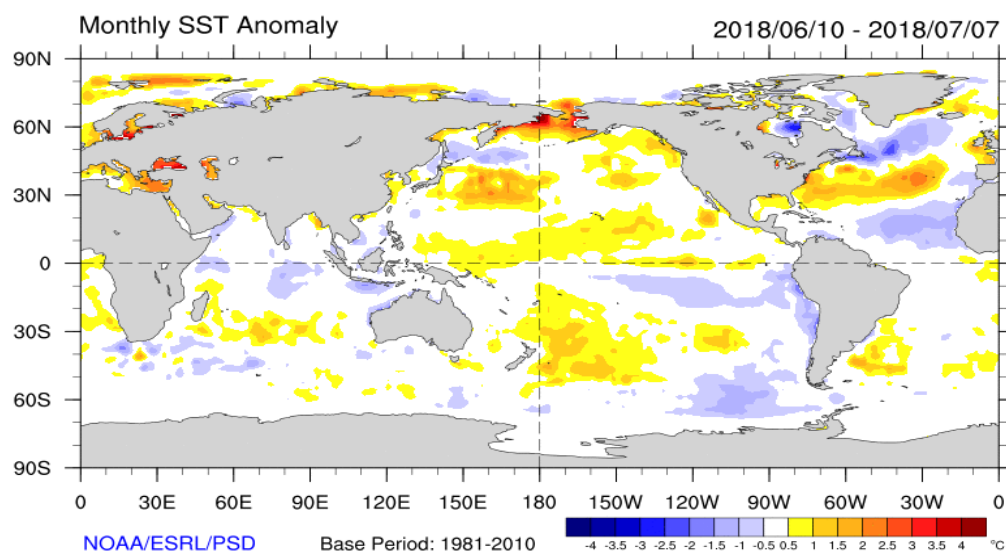 Monthly SST Anomaly 2018/06/10 - 2018/07/07
90N
60N
30N
0
30S
60S
90S
0 30E 60E 90E 120E 150E 180 150W 120W 90W 60W 30W 0
-4 -3.5 -3 -2.5 -2 -1.5 -1 -0.5 0.5 1 1.5 2 2.5 3 3.5 4 °C
NOAA/ESRL/PSD Base Period: 1981-2010